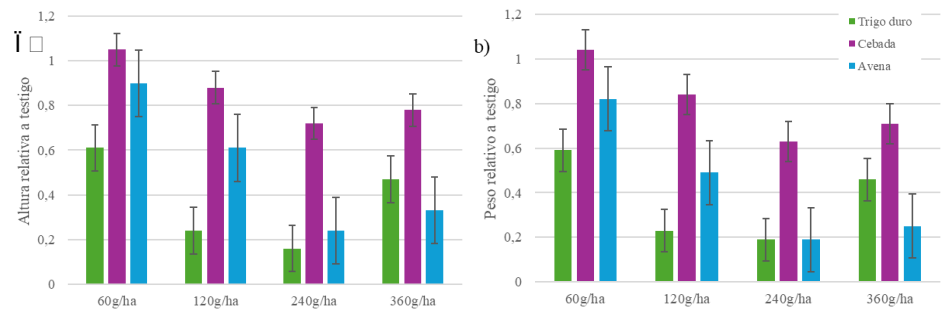 Ï
Altura relativa a testigo
1,2
1
0,8
0,6
0,4
0,2
0
60g/ha 120g/ha 240g/ha 360g/ha
b)
Peso relativo a testigo
1,2
1
0,8
0,6
0,4
0,2
0
60g/ha 120g/ha 240g/ha 360g/ha
Trigo duro
Cebada
Avena